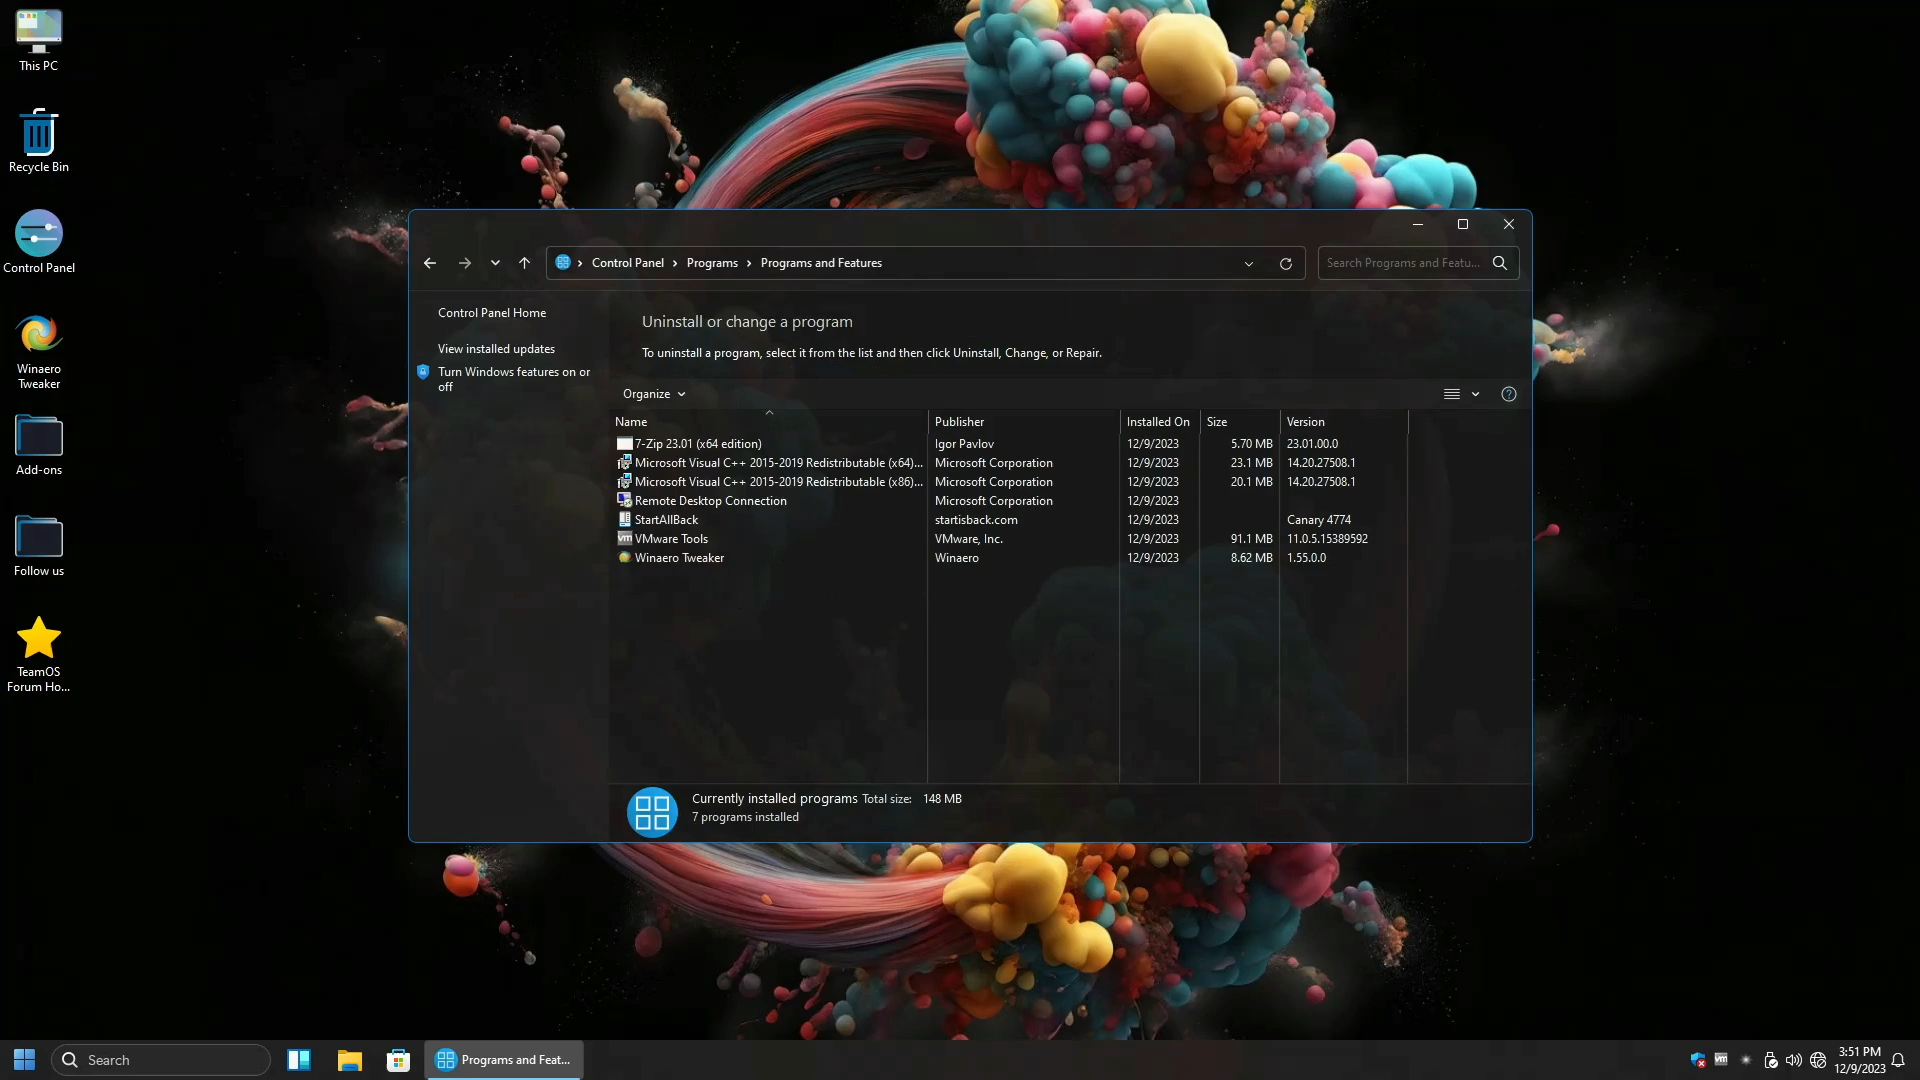 This PC
Recycle Bin
Control Panel
Winaero
Tweaker
Add-ons
Follow us
TeamOS
Forum Ho...
Control Panel
Programs
Programs and Features
Search Programs and Featu...
Control Panel Home
View installed updates
Turn Windows features on or
off
Uninstall or change a program
To uninstall a program, select it from the list and then click Uninstall, Change, or Repair.
Organize
Name Publisher Installed On Size Version
7-Zip 23.01 (x64 edition) Igor Pavlov 12/9/2023 5.70 MB 23.01.00.0
Microsoft Visual C++ 2015-2019 Redistributable (x64)... Microsoft Corporation 12/9/2023 23.1 MB 14.20.27508.1
Microsoft Visual C++ 2015-2019 Redistributable (x86)... Microsoft Corporation 12/9/2023 20.1 MB 14.20.27508.1
Remote Desktop Connection Microsoft Corporation 12/9/2023
StartAllBack startisback.com 12/9/2023 Canary 4774
vm VMware Tools VMware, Inc. 12/9/2023 91.1 MB 11.0.5.15389592
Winaero Tweaker Winaero 12/9/2023 8.62 MB 1.55.0.0
Currently installed programs Total size: 148 MB
7 programs installed
Search
Programs and Feat...
vm
3:51 PM
12/9/2023